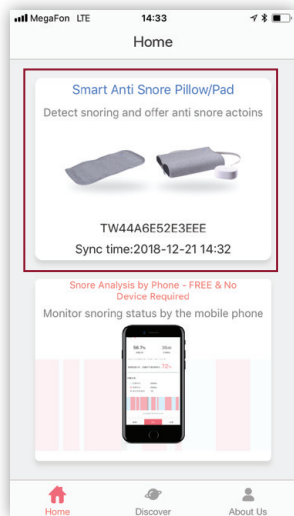 MegaFon LTE 14:33
Home
Smart Anti Snore Pillow/Pad
Detect snoring and offer anti snore actoins
TW44A6E52E3EEE
Sync time:2018-12-21 14:32
Snore Analysis by Phone - FREE & No
Device Required
Monitor snoring status by the mobile phone
72%
Home Discover About Us